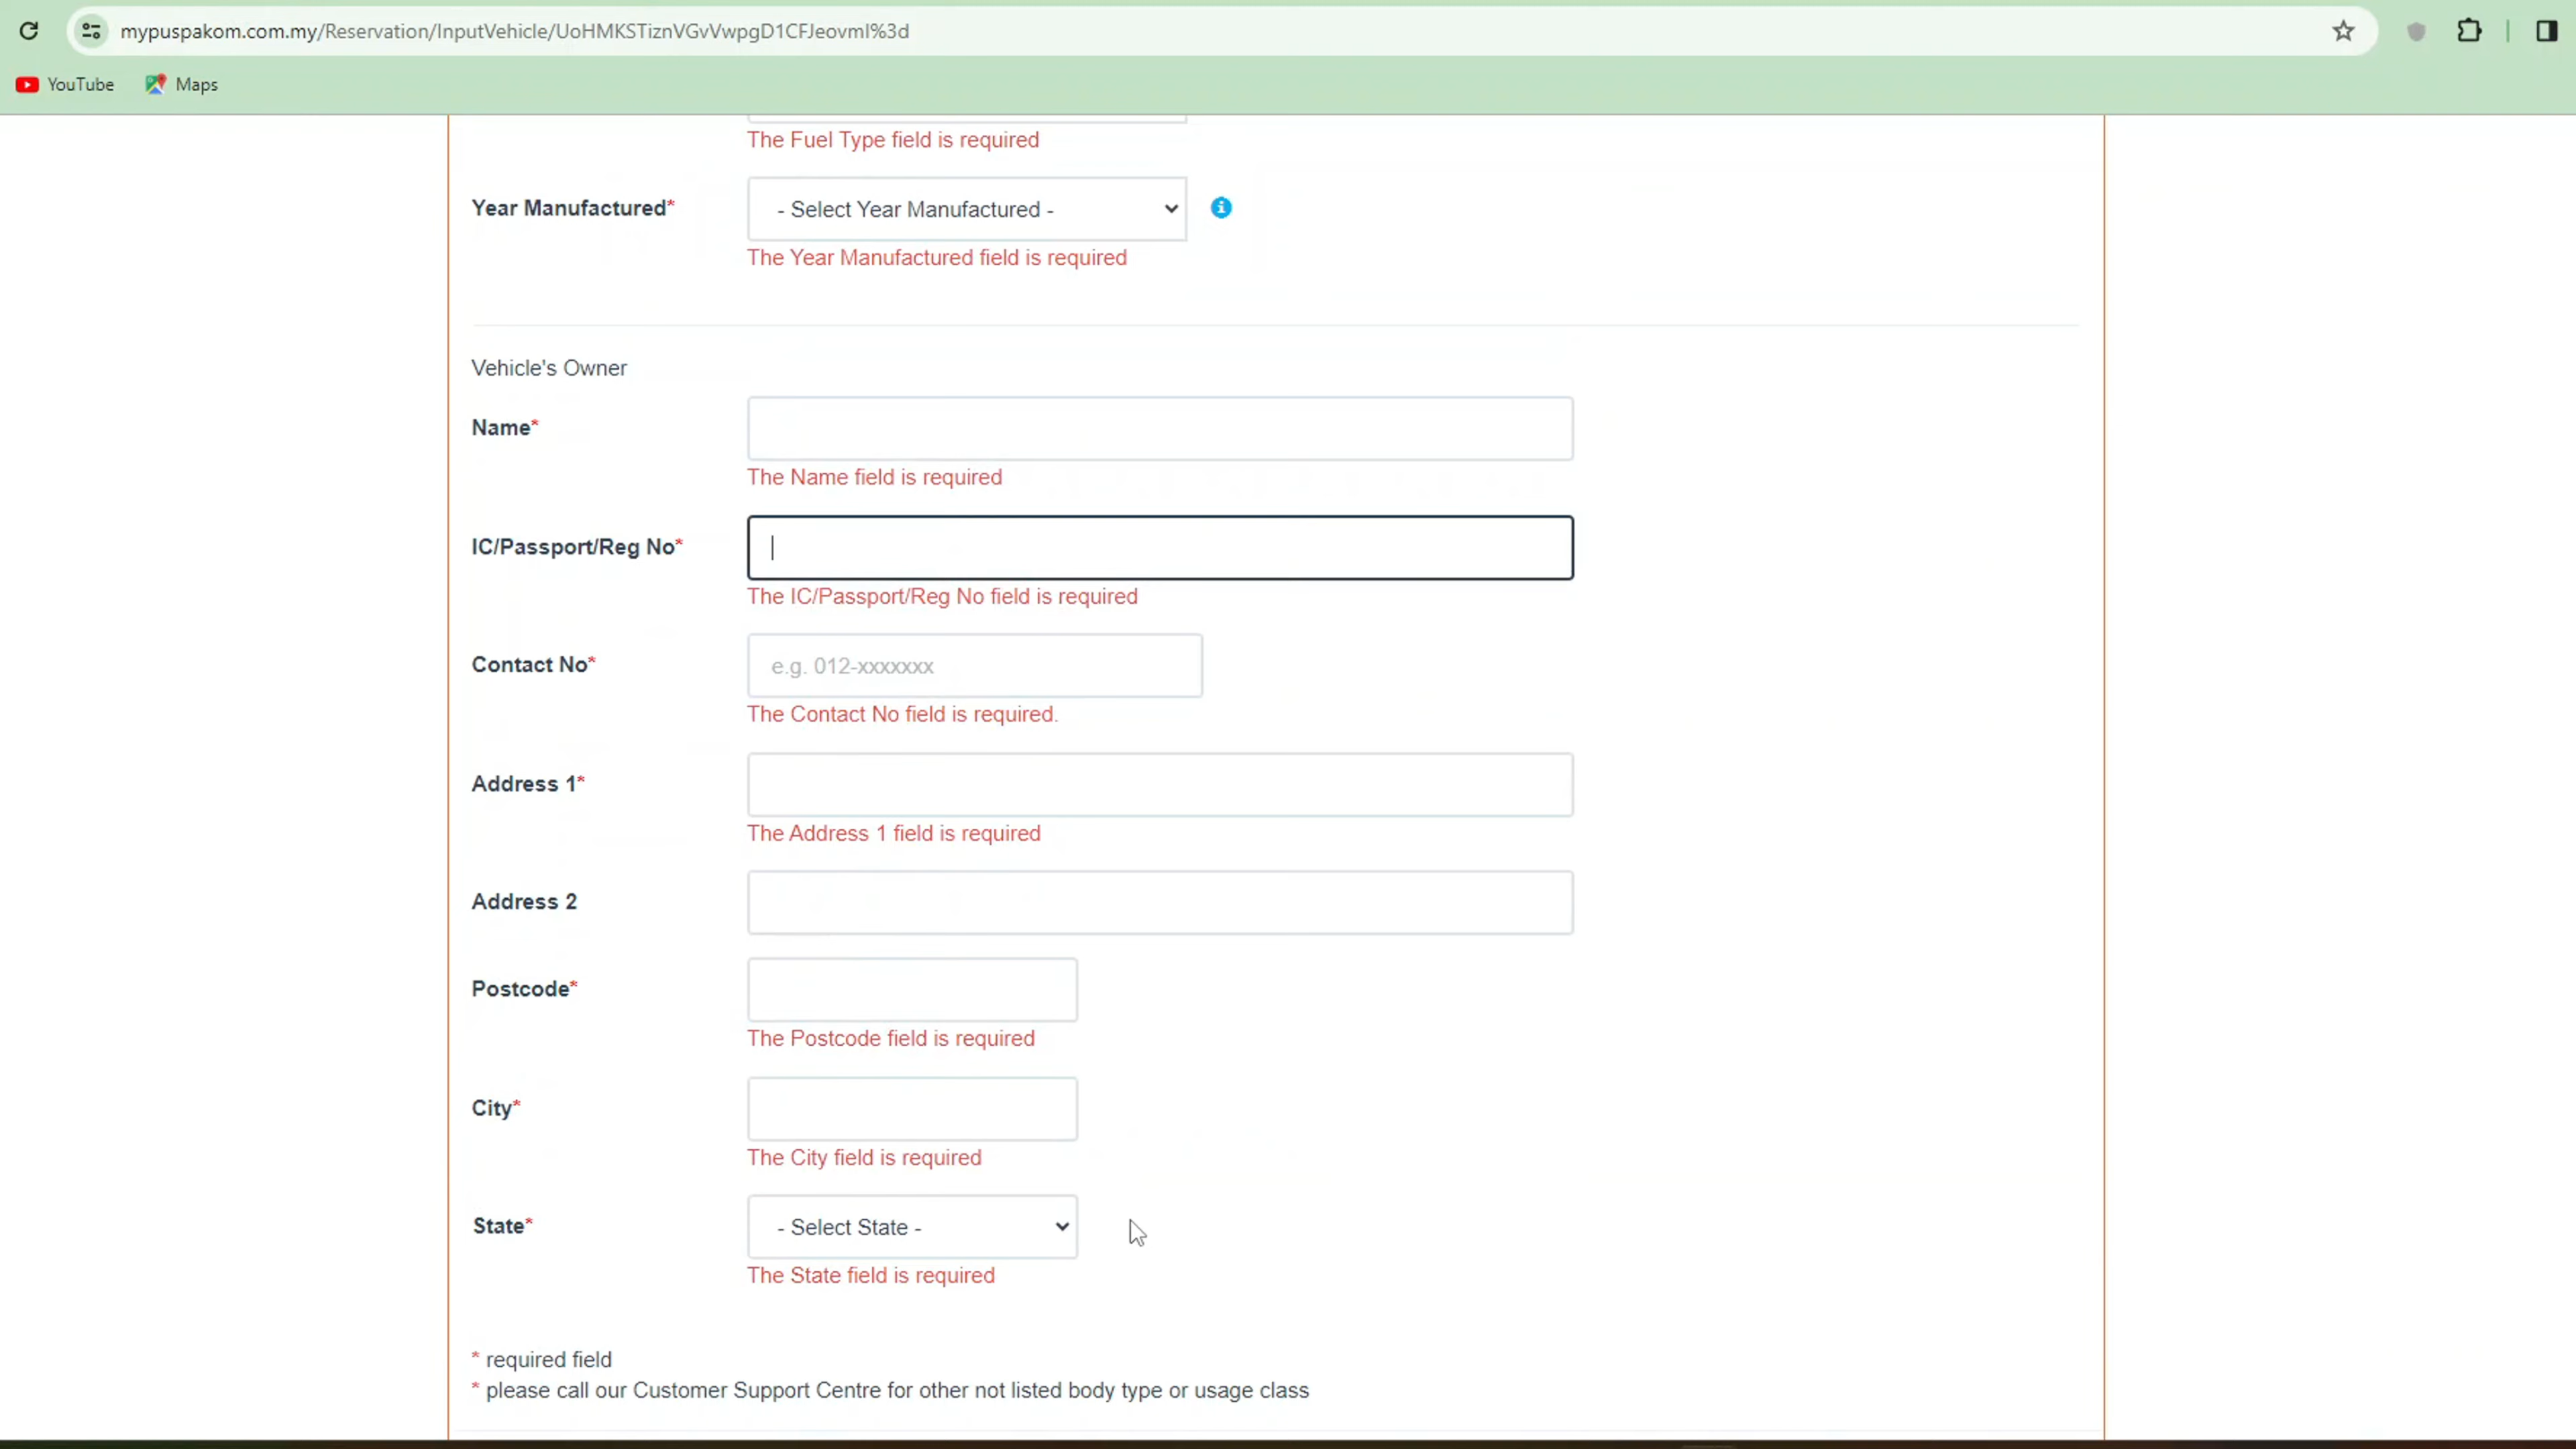 mypuspakom.com.my/Reservation/InputVehicle/UoHMKSTiznVGvVwpgD1CFJeovmI%3d
YouTube Maps
The Fuel Type field is required
Year Manufactured* - Select Year Manufactured -
The Year Manufactured field is required
Vehicle's Owner
Name*
The Name field is required
IC/Passport/Reg No*
The IC/Passport/Reg No field is required
Contact No* e.g. 012-xxxxxxx
The Contact No field is required.
Address 1*
The Address 1 field is required
Address 2
Postcode*
The Postcode field is required
City*
The City field is required
State* - Select State -
The State field is required
* required field
* please call our Customer Support Centre for other not listed body type or usage class